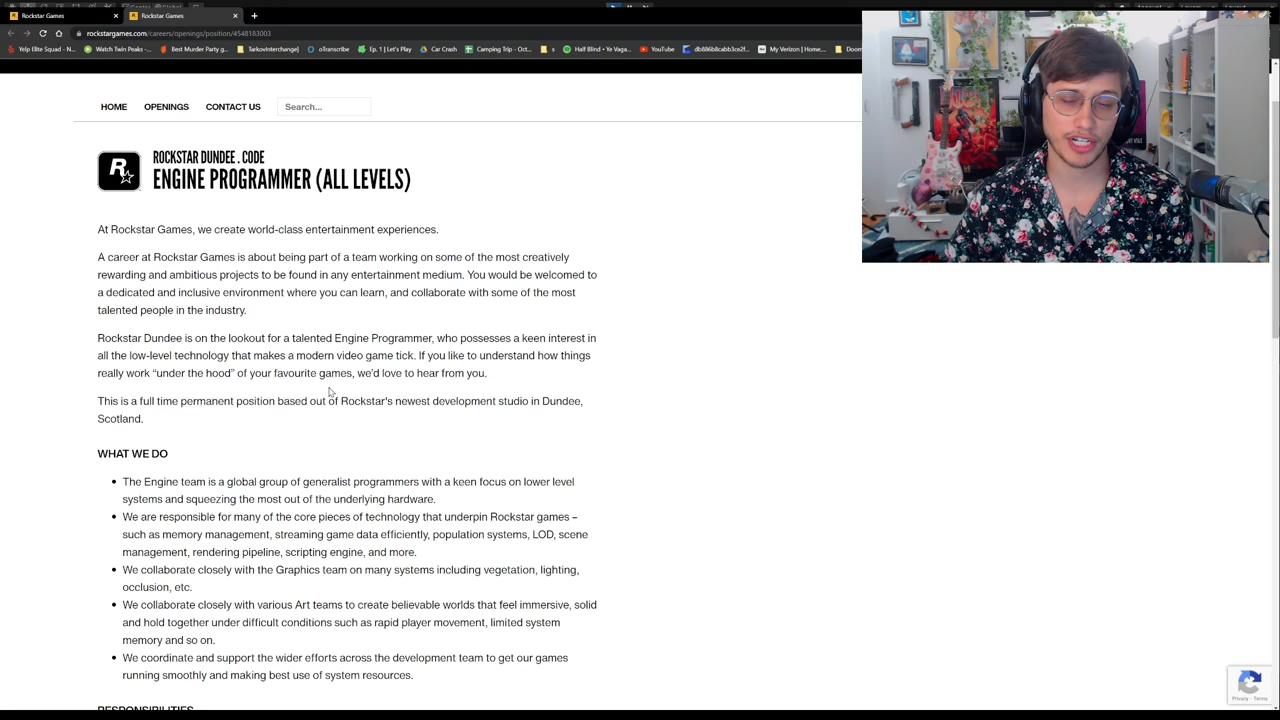 Rockstar Games
Rockstar Games
rockstargames.com/careers/openings/position/4548183003
Yelp Elite Squad - N... Watch Twin Peaks -... Best Murder Party g... TarkovInterchange] oTranscribe Ep. 1 | Let's Play Car Crash Camping Trip - Oct... Half Blind • Ye Vaga... YouTube My Verizon | Home,...
HOME OPENINGS CONTACT US Search...
ROCKSTAR DUNDEE . CODE
ENGINE PROGRAMMER (ALL LEVELS)
At Rockstar Games, we create world-class entertainment experiences.
A career at Rockstar Games is about being part of a team working on some of the most creatively
rewarding and ambitious projects to be found in any entertainment medium. You would be welcomed to
a dedicated and inclusive environment where you can learn, and collaborate with some of the most
talented people in the industry.
Rockstar Dundee is on the lookout for a talented Engine Programmer, who possesses a keen interest in
all the low-level technology that makes a modern video game tick. If you like to understand how things
really work “under the hood” of your favourite games, we’d love to hear from you.
This is a full time permanent position based out of Rockstar's newest development studio in Dundee,
Scotland.
WHAT WE DO
• The Engine team is a global group of generalist programmers with a keen focus on lower level
systems and squeezing the most out of the underlying hardware.
• We are responsible for many of the core pieces of technology that underpin Rockstar games –
such as memory management, streaming game data efficiently, population systems, LOD, scene
management, rendering pipeline, scripting engine, and more.
• We collaborate closely with the Graphics team on many systems including vegetation, lighting,
occlusion, etc.
• We collaborate closely with various Art teams to create believable worlds that feel immersive, solid
and hold together under difficult conditions such as rapid player movement, limited system
memory and so on.
• We coordinate and support the wider efforts across the development team to get our games
running smoothly and making best use of system resources.
RESPONSIBILITIES
Privacy - Terms